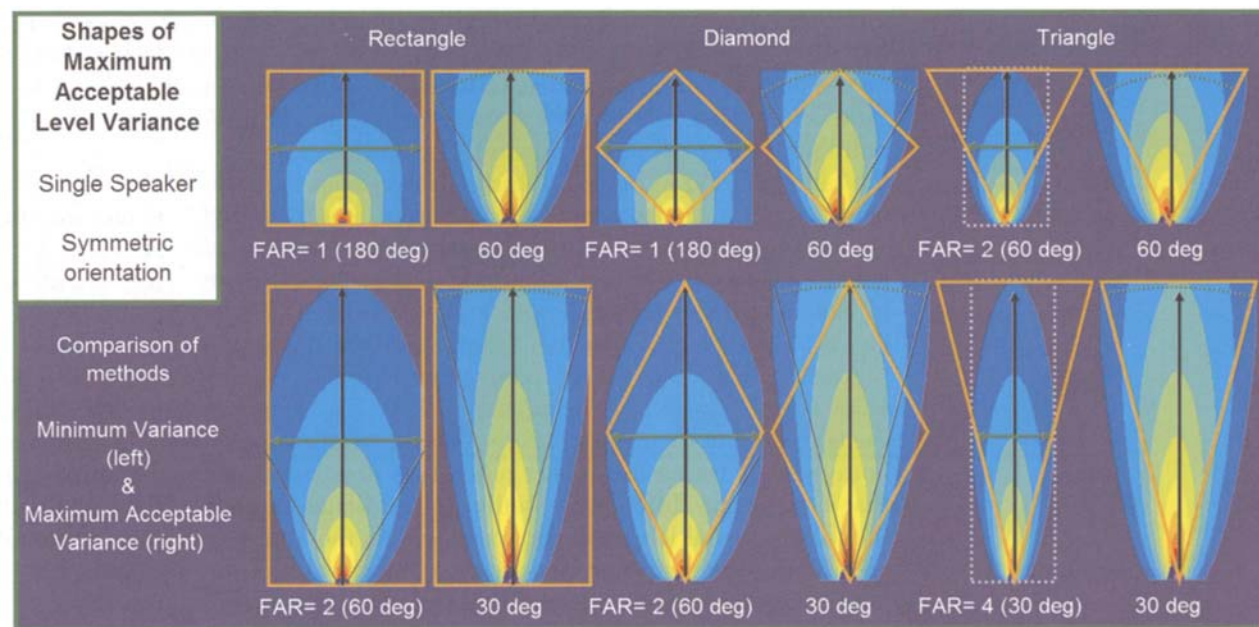 Shapes of
Maximum
Acceptable
Level Variance
Single Speaker
Symmetric
orientation
Comparison of
methods
Minimum Variance
(left)
&
Maximum Acceptable
Variance (right)
Rectangle
Diamond
Triangle
FAR= 1 (180 deg)
60 deg
FAR= 1 (180 deg)
60 deg
FAR= 2 (60 deg)
60 deg
FAR= 2 (60 deg)
30 deg
FAR= 2 (60 deg)
30 deg
FAR= 4 (30 deg)
30 deg